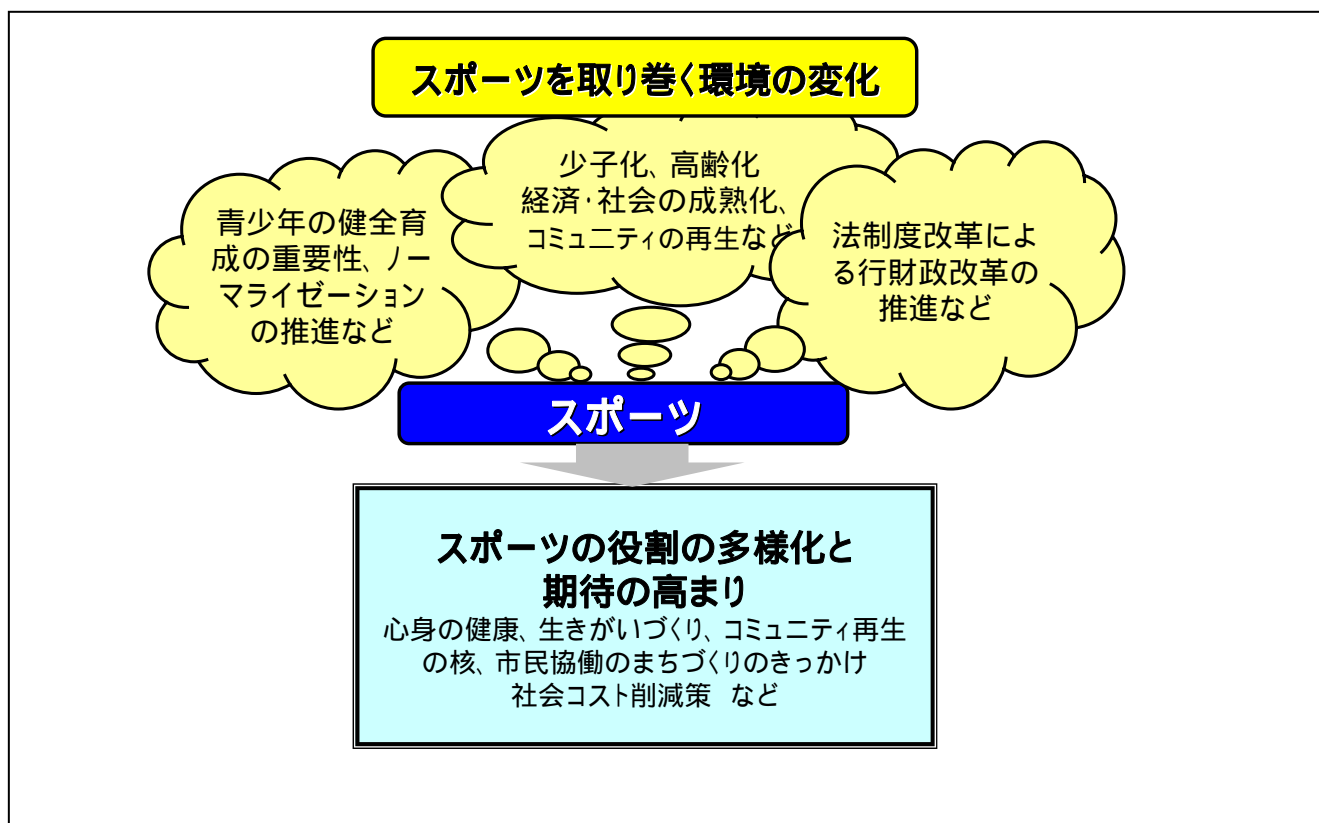 スポーツを取り巻く環境の変化
少子化、高齢化
経済・社会の成熟化、
コミュニティの再生など
青少年の健全育
成の重要性、ノー
マライゼーション
の推進など
法制度改革によ
る行財政改革の
推進など
スポーツ
スポーツの役割の多様化と
期待の高まり
心身の健康、生きがいづくり、コミュニティ再生
の核、市民協働のまちづくりのきっかけ
社会コスト削減策 など